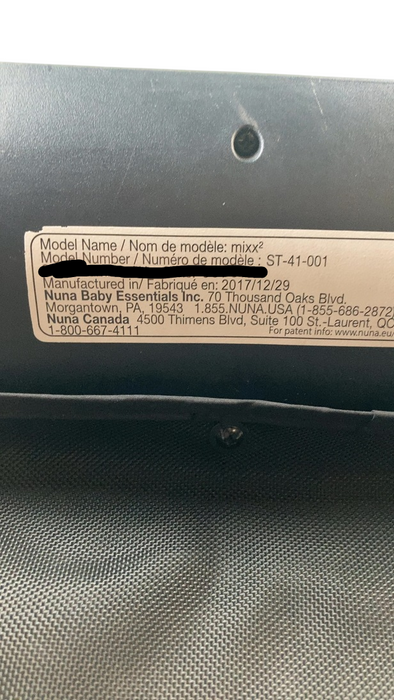 Model Name / Nom de modèle: mixx²
Model Number / Numéro de modèle : ST-41-001
Manufactured in/ Fabriqué en: 2017/12/29
Nuna Baby Essentials Inc. 70 Thousand Oaks Blvd.
Morgantown, PA, 19543 1.855.NUNA.USA (1-855-686-2872
Nuna Canada 4500 Thimens Blvd, Suite 100 St.-Laurent, QC
1-800-667-4111
For patent info: www.nuna.eu/